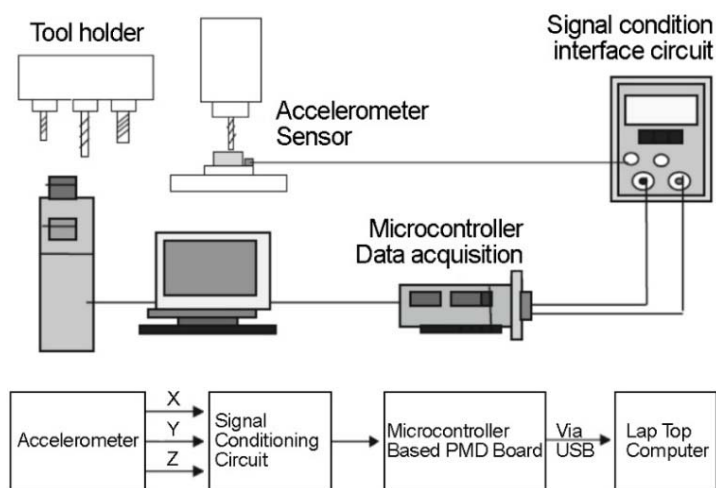 Tool holder
Signal condition
interface circuit
Accelerometer
Sensor
Microcontroller
Data acquisition
Accelerometer
X
Y
Z
Signal
Conditioning
Circuit
Microcontroller
Based PMD Board
Via
USB
Lap Top
Computer